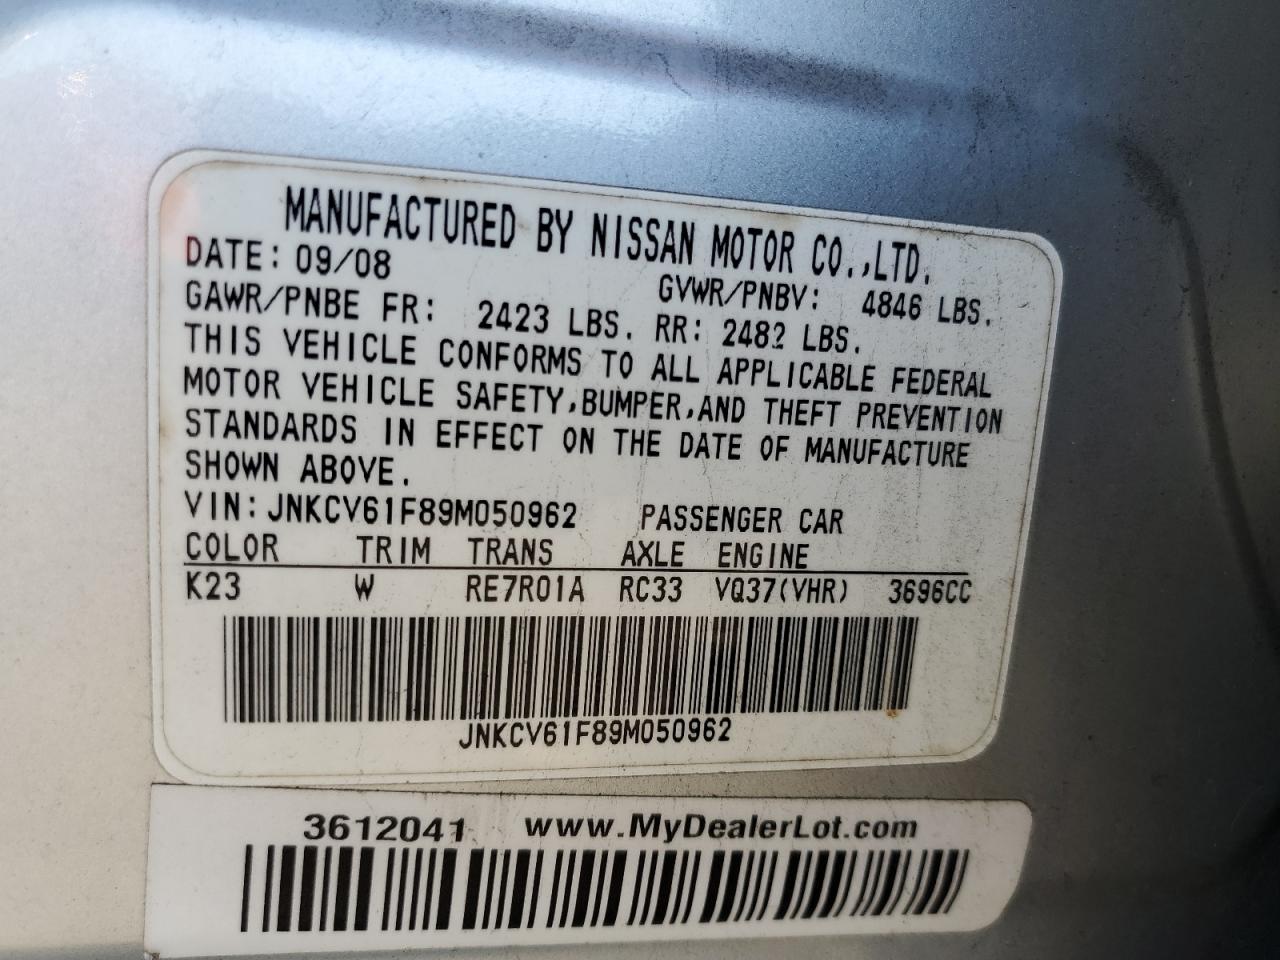 MANUFACTURED BY NISSAN MOTOR CO.,LTD.
DATE: 09/08 GVWR/PNBV: 4846 LBS.
GAWR/PNBE FR: 2423 LBS. RR: 2482 LBS.
THIS VEHICLE CONFORMS TO ALL APPLICABLE FEDERAL
MOTOR VEHICLE SAFETY,BUMPER,AND THEFT PREVENTION
STANDARDS IN EFFECT ON THE DATE OF MANUFACTURE
SHOWN ABOVE.
VIN: JNKCV61F89M050962 PASSENGER CAR
COLOR TRIM TRANS AXLE ENGINE
K23 W RE7R01A RC33 VQ37(VHR) 3696CC
JNKCV61F89M050962
3612041 www.MyDealerLot.com